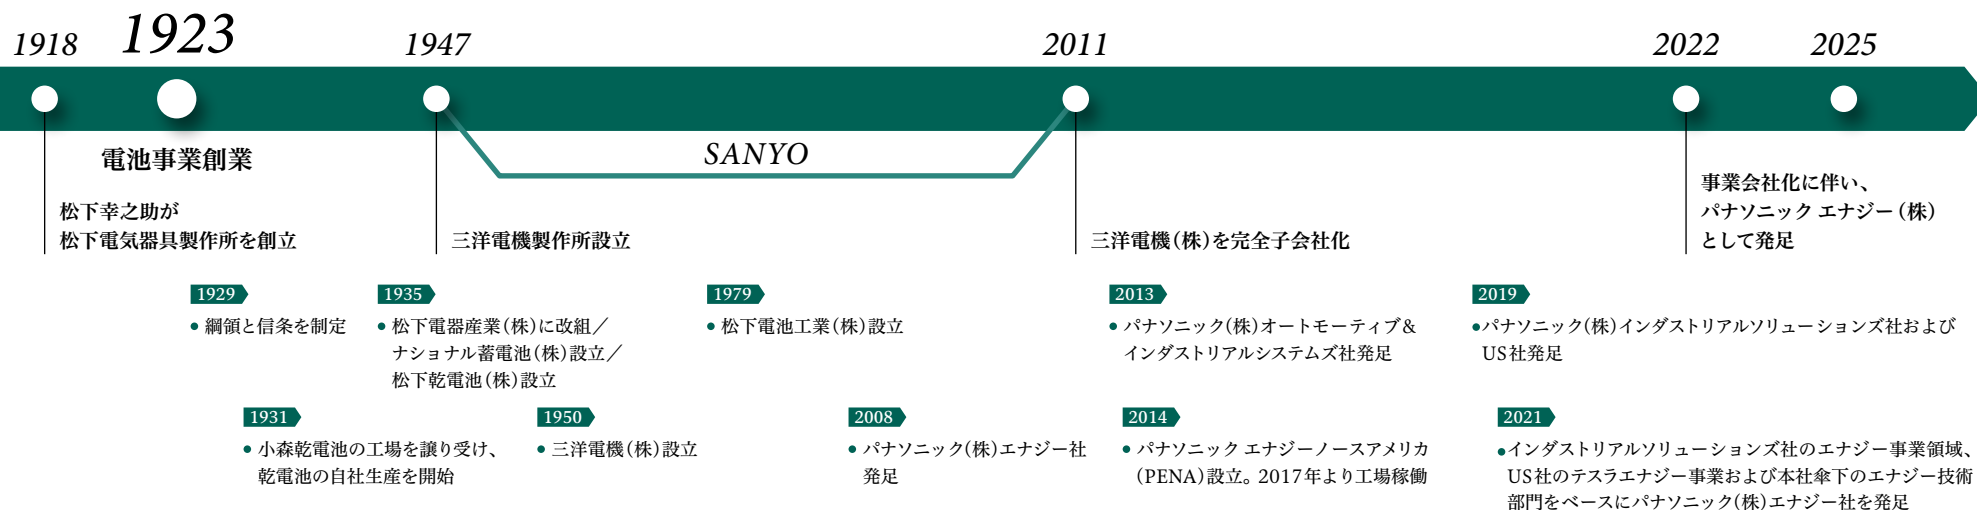 1918
1923
1947
2011
2022
2025
電池事業創業
SANYO
松下幸之助が
松下電気器具製作所を創立
三洋電機製作所設立
三洋電機(株)を完全子会社化
事業会社化に伴い、
パナソニック エナジー(株)
として発足
1929
• 綱領と信条を制定
1935
• 松下電器産業(株)に改組／
ナショナル蓄電池(株)設立／
松下乾電池(株)設立
1979
• 松下電池工業(株)設立
2013
• パナソニック(株)オートモーティブ&
インダストリアルシステムズ社発足
2019
•パナソニック(株)インダストリアルソリューションズ社および
US社発足
1931
• 小森乾電池の工場を譲り受け、
乾電池の自社生産を開始
1950
• 三洋電機(株)設立
2008
• パナソニック(株)エナジー社
発足
2014
• パナソニック エナジーノースアメリカ
(PENA)設立。2017年より工場稼働
2021
•インダストリアルソリューションズ社のエナジー事業領域、
US社のテスラエナジー事業および本社傘下のエナジー技術
部門をベースにパナソニック(株)エナジー社を発足